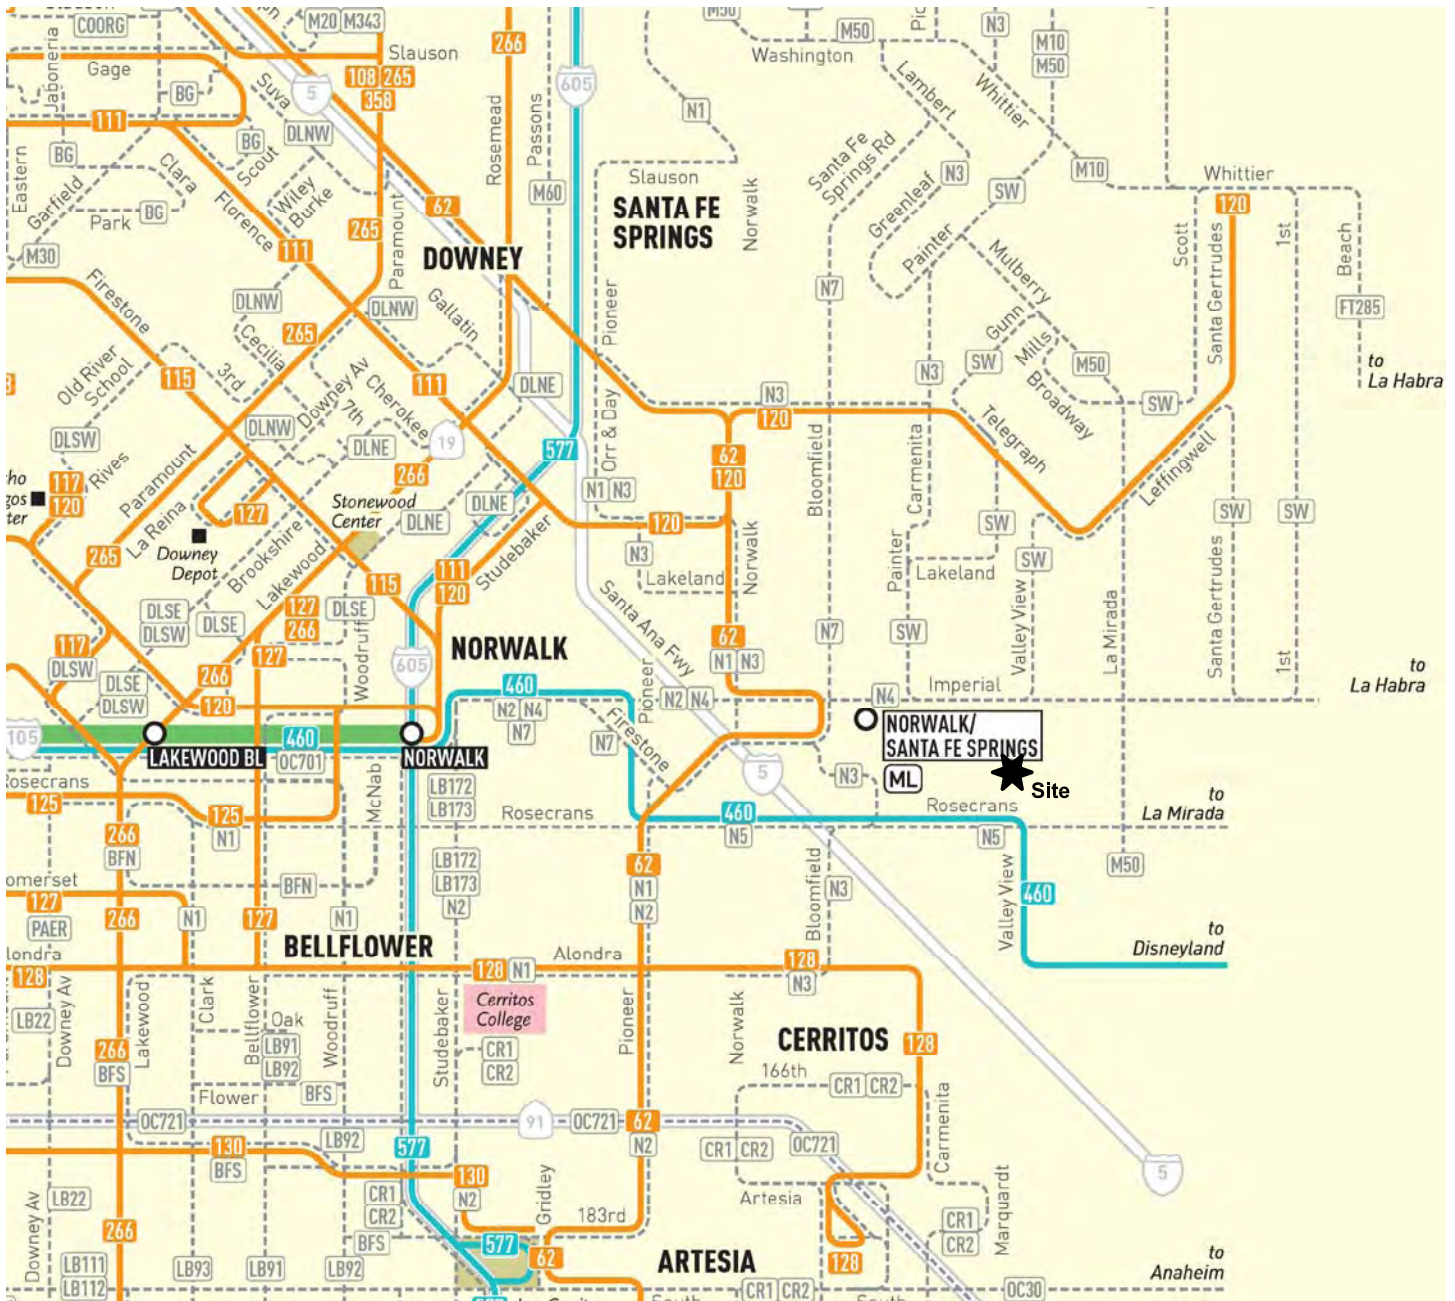 COORG
M20
M343
M50
M50
N3
M10
M50
Slauson
Washington
Gage
266
Jaboneria
108
265
358
5
605
Suva
BG
DLNW
Rosemead
Passons
N1
Lambert
Whittier
111
BG
BG
Clara
Scout
Santa Fe
Springs Rd
N3
M10
Eastern
Garfield
Park
BG
Florence
Wiley
Burke
62
M60
Slauson
SANTA FE
SPRINGS
Norwalk
Greenleaf
SW
Whittier
120
M30
111
265
Paramount
DOWNEY
Painter
Mulberry
Scott
Santa Gertrudes
1st
Beach
Firestone
DLNW
DLNW
Gallatin
Pioneer
N7
Gunn
Mills
FT285
Old River
School
115
3rd
Cecilia
265
Downey Av
7th
Cherokee
111
DLNE
N3
SW
M50
to
La Habra
DLSW
Rives
117
120
DLNW
DLNE
19
577
Orr & Day
N3
120
Telegraph
Broadway
SW
Leffingwell
Paramount
La Reina
127
266
Stonewood
Center
DLNE
DLNE
62
120
N1
N3
Bloomfield
Carmenita
SW
SW
SW
265
Downey
Depot
Brookshire
Lakewood
115
111
120
Studebaker
120
N3
Lakeland
Norwalk
Painter
Lakeland
SW
Valley View
La Mirada
Santa Gertrudes
1st
DLSE
DLSW
DLSE
127
266
DLSE
Woodruff
NORWALK
Santa Ana Fwy
62
N1
N3
N7
SW
117
DLSW
266
127
605
DLSE
DLSW
120
460
N2
N4
N7
Pioneer
N2
N4
N4
Imperial
to
La Habra
105
460
OC701
LAKEWOOD BL
NORWALK
Firestone
N7
NORWALK/
SANTA FE SPRINGS
ML
Site
5
N3
125
125
N1
McNab
LB172
LB173
Rosecrans
460
N5
Rosecrans
N5
to
La Mirada
266
BFN
LB172
LB173
N2
62
N1
N2
Bloomfield
N3
Valley View
460
M50
127
PAER
266
N1
127
BFN
N1
BELLFLOWER
to
Disneyland
128
128
N1
Alondra
128
N3
LB22
Downey Av
Lakewood
Clark
Bellflower
Oak
LB91
LB92
Woodruff
Studebaker
Cerritos
College
Pioneer
Norwalk
CERRITOS
128
266
BFS
CR1
CR2
166th
CR1
CR2
Flower
BFS
OC721
91
OC721
62
N2
Carmenita
130
BFS
LB92
577
CR1
CR2
OC721
5
130
N2
LB22
Downey Av
CR1
CR2
Gridley
183rd
Artesia
CR1
CR2
Marquardt
266
BFS
577
62
ARTESIA
128
to
Anaheim
LB111
LB112
LB93
LB91
LB92
CR1
CR2
OC30